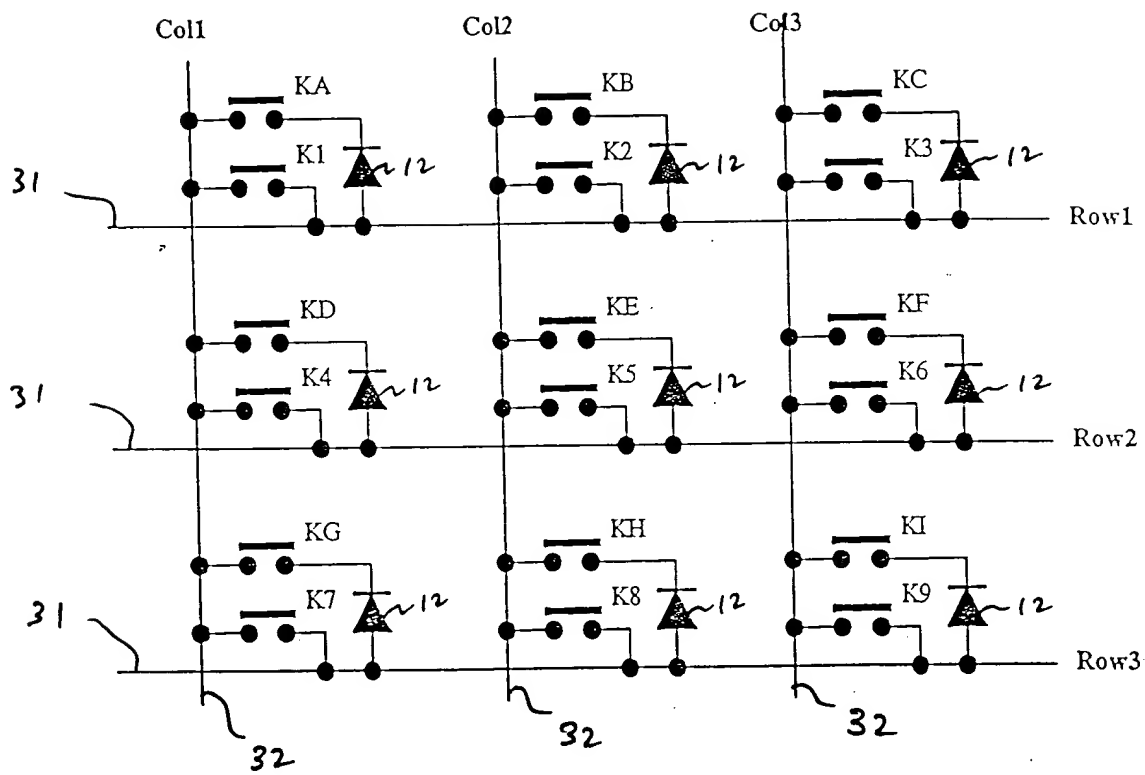 Col1 Col2 Col3
KA KB KC
K1 12 K2 12 K3 12
31
Row1
KD KE KF
K4 12 K5 12 K6 12
31
Row2
KG KH KI
K7 12 K8 12 K9 12
31
Row3
32 32 32